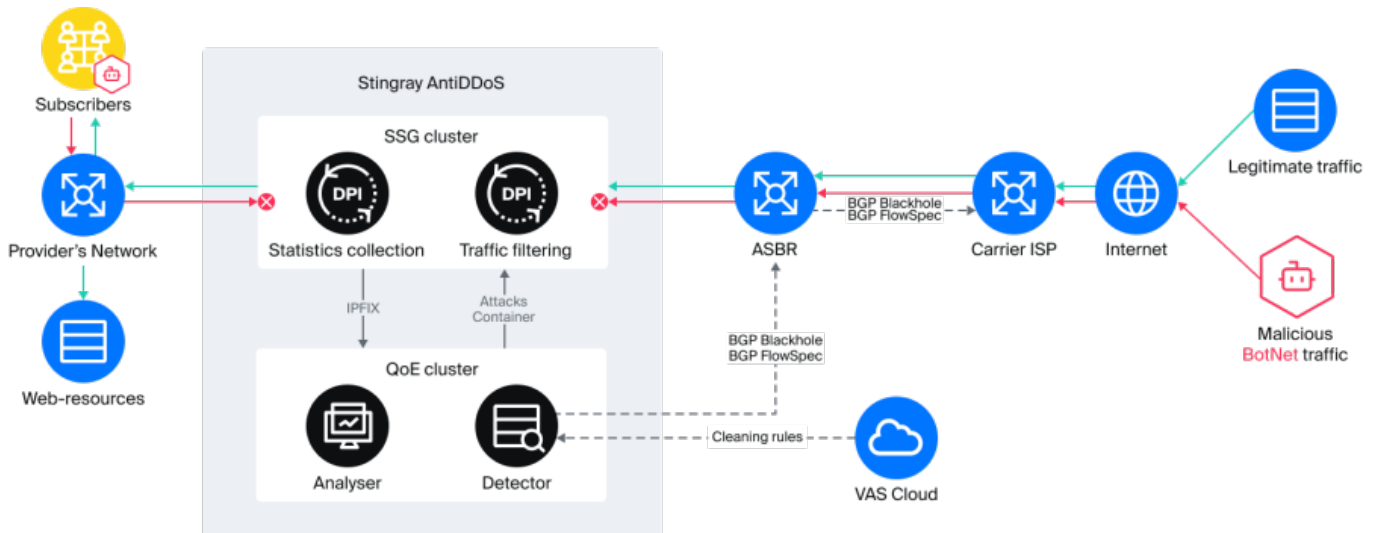 Subscribers
Provider's Network
Web-resources
Stingray AntiDDoS
SSG cluster
DPI
Statistics collection
DPI
Traffic filtering
IPFIX
Attacks
Container
QoE cluster
Analyser
Detector
ASBR
BGP Blackhole
BGP FlowSpec
Carrier ISP
Internet
Legitimate traffic
Malicious
BotNet traffic
BGP Blackhole
BGP FlowSpec
Cleaning rules
VAS Cloud